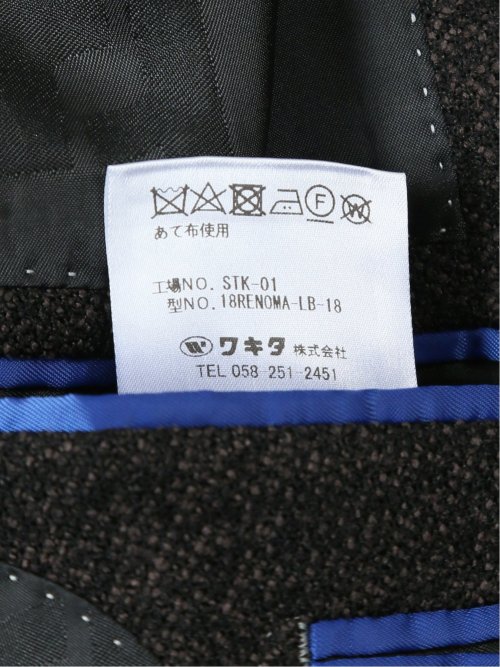 F W
あて布使用
工場NO. STK-01
型NO. 18RENOMA-LB-18
ワキタ株式会社
TEL 058 251-2451